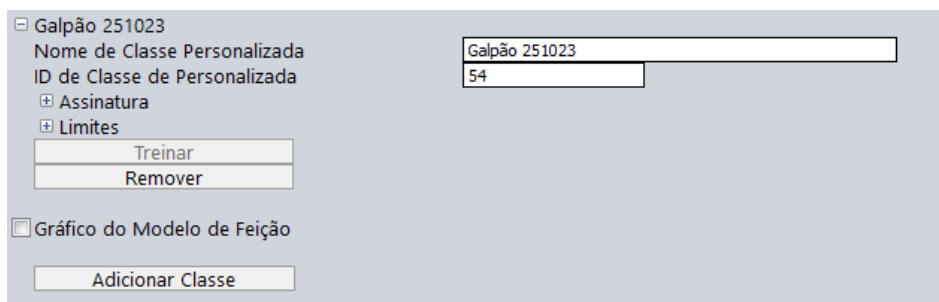 Galpão 251023
Nome de Classe Personalizada Galpão 251023
ID de Classe de Personalizada 54
Assinatura
Limites
Treinar
Remover
Gráfico do Modelo de Feição
Adicionar Classe